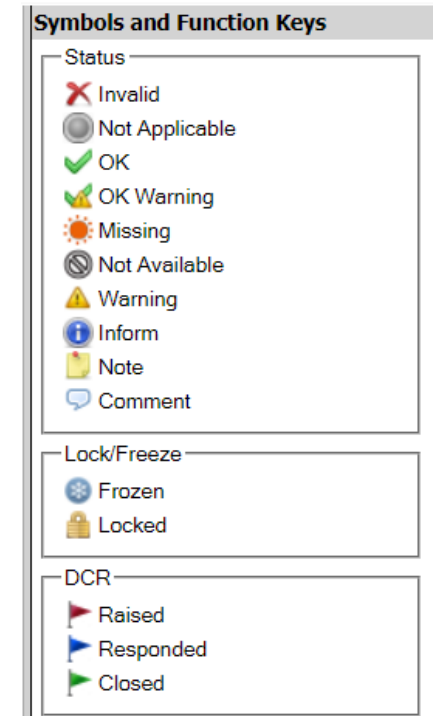 Symbols and Function Keys
Status
Invalid
Not Applicable
OK
OK Warning
Missing
Not Available
Warning
Inform
Note
Comment
Lock/Freeze
Frozen
Locked
DCR
Raised
Responded
Closed